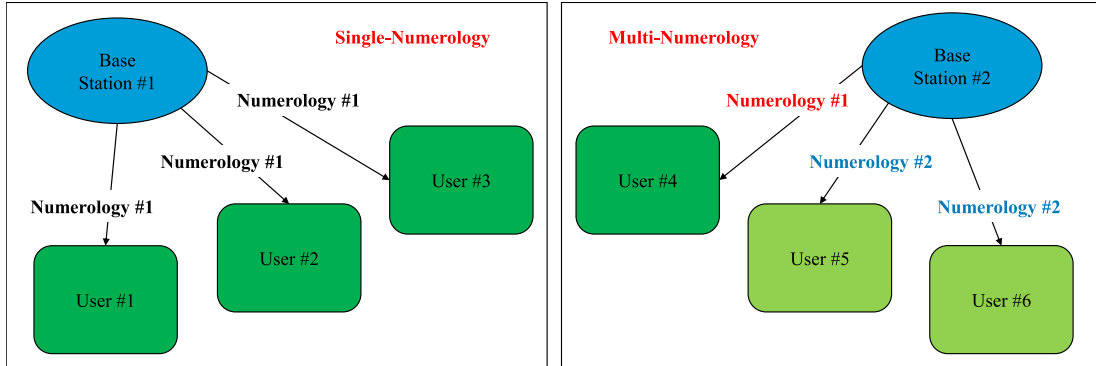 Base
Station #1
Single-Numerology
Numerology #1
Numerology #1
Numerology #1
User #3
User #2
User #1
Multi-Numerology
Base
Station #2
Numerology #1
Numerology #2
Numerology #2
User #4
User #5
User #6